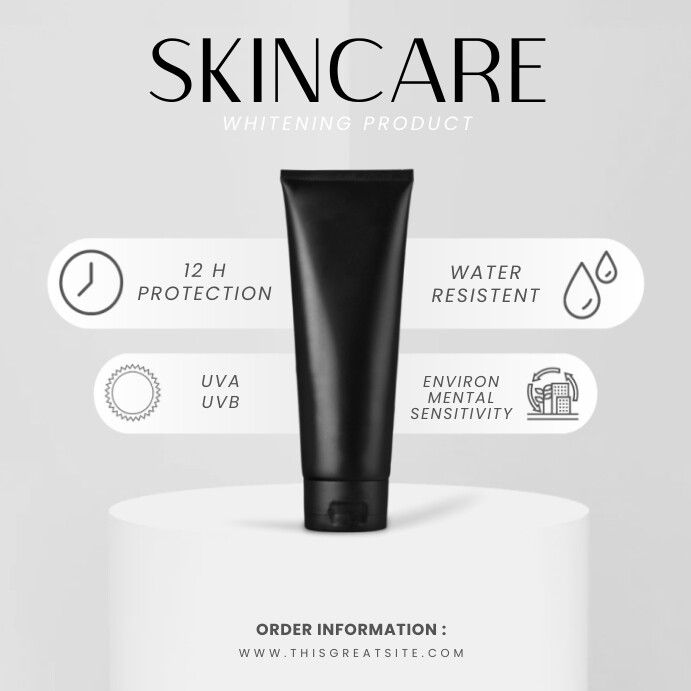 SKINCARE
WHITENING PRODUCT
12 H
PROTECTION
WATER
RESISTENT
UVA
UVB
ENVIRON
MENTAL
SENSITIVITY
ORDER INFORMATION :
WWW.THISGREATSITE.COM